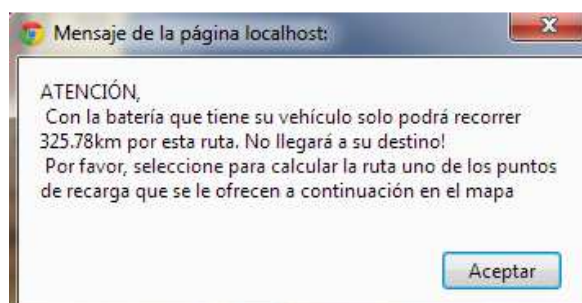 Mensaje de la página localhost:
ATENCIÓN,
Con la batería que tiene su vehículo solo podrá recorrer
325.78km por esta ruta. No llegará a su destino!
Por favor, seleccione para calcular la ruta uno de los puntos
de recarga que se le ofrecen a continuación en el mapa
Aceptar